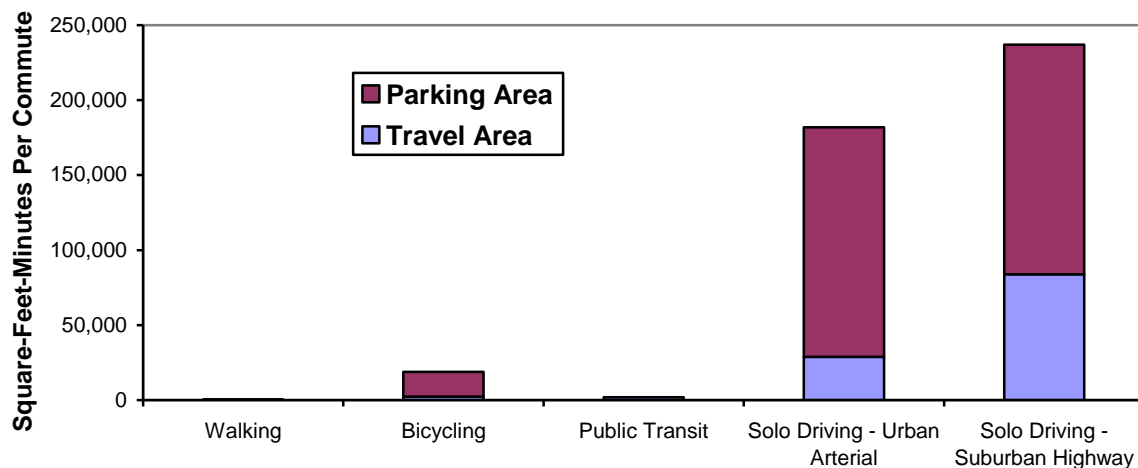 Square-Feet-Minutes Per Commute
250,000
200,000
150,000
100,000
50,000
0
Parking Area
Travel Area
Walking
Bicycling
Public Transit
Solo Driving - Urban
Arterial
Solo Driving -
Suburban Highway